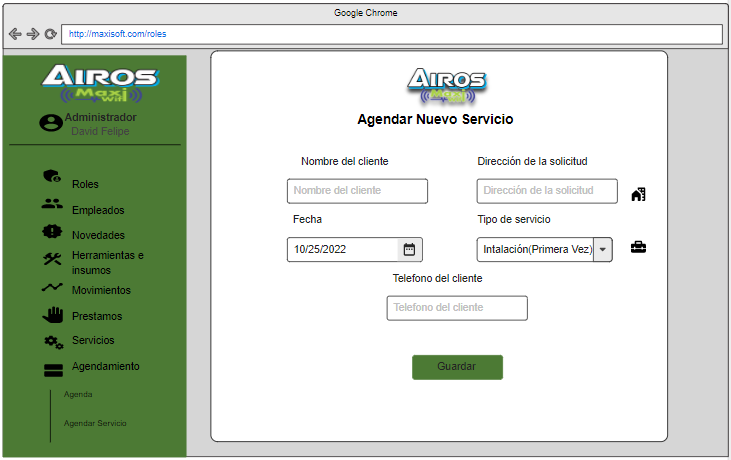 Google Chrome
http://maxisoft.com/roles
AIROS
Maxi
wifi
Administrador
David Felipe
Roles
Empleados
Novedades
Herramientas e
insumos
Movimientos
Prestamos
Servicios
Agendamiento
Agenda
Agendar Servicio
AIROS
Maxi
wifi
Agendar Nuevo Servicio
Nombre del cliente
Dirección de la solicitud
Nombre del cliente
Dirección de la solicitud
Fecha
Tipo de servicio
10/25/2022
Intalación(Primera Vez)
Telefono del cliente
Telefono del cliente
Guardar